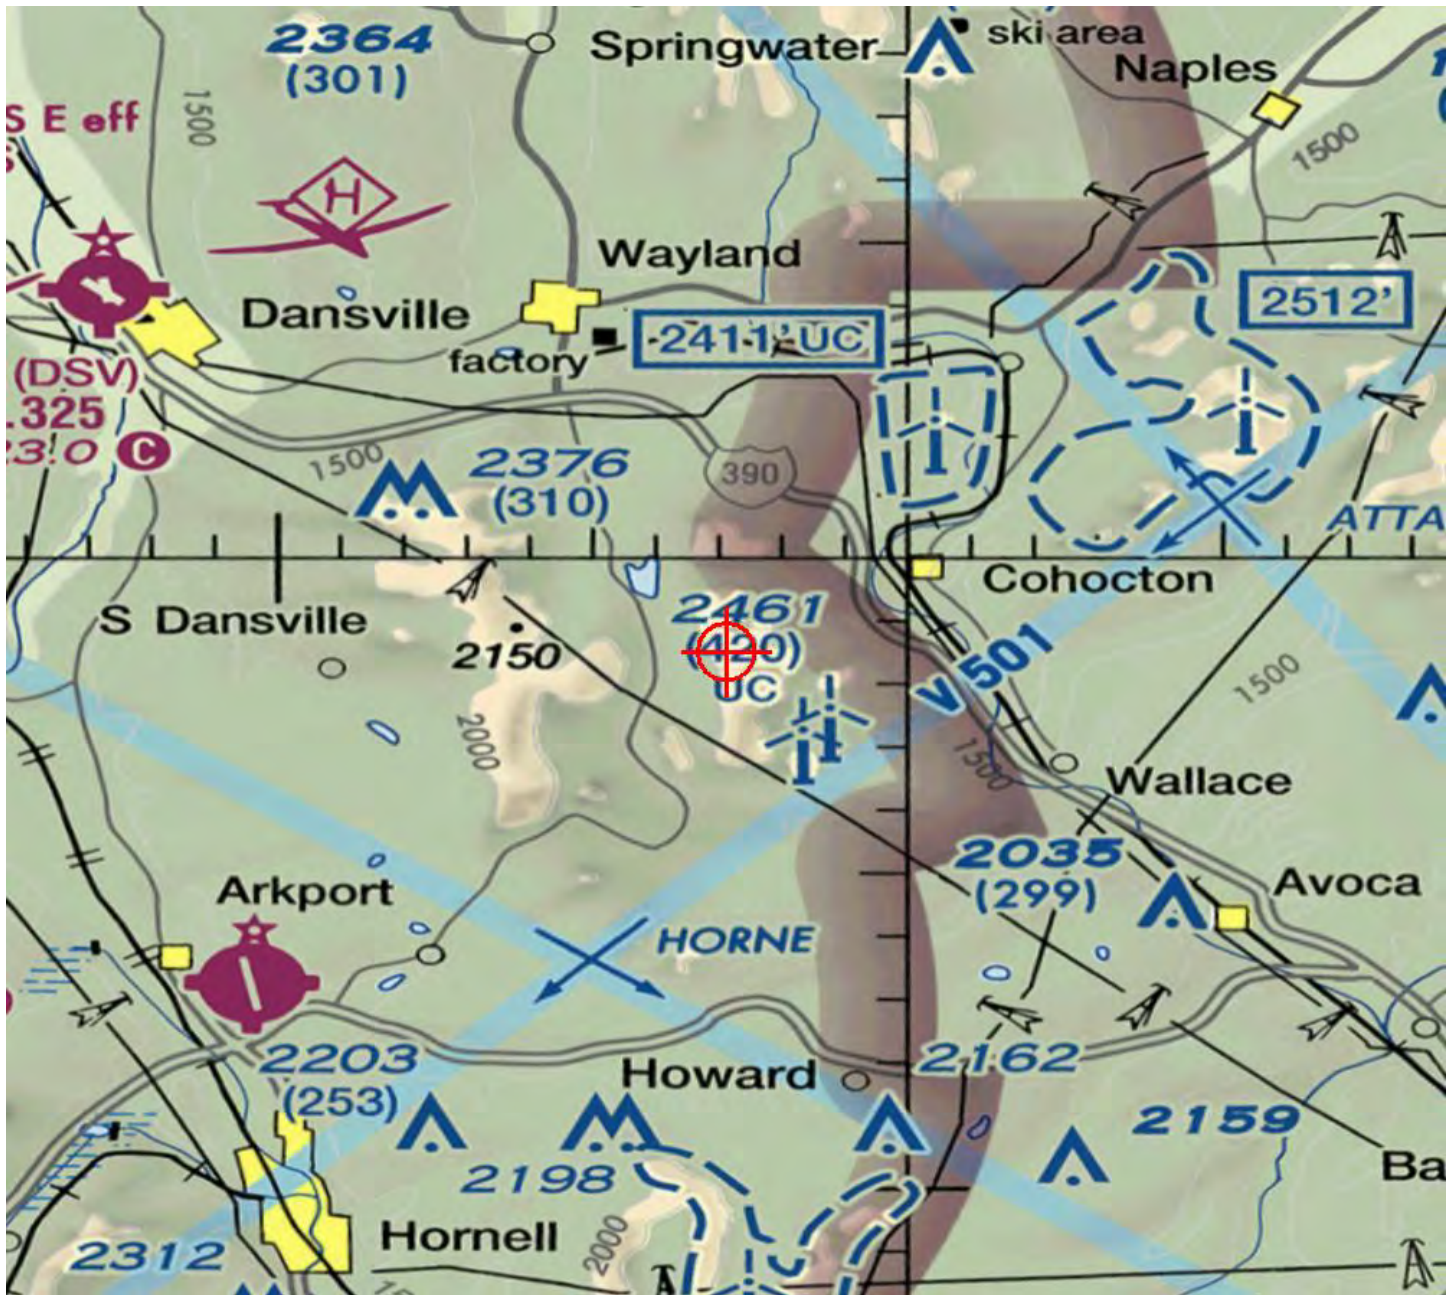 2364
(301)
Springwater
ski area
Naples
S E eff
1500
1500
H
Wayland
Dansville
2512'
2411' UC
factory
(DSV)
.325
C
1500
2376
(310)
390
ATTA
Cohocton
S Dansville
2461
(420)
UC
2150
V 501
1500
2000
1500
Wallace
2035
(299)
Avoca
Arkport
HORNE
2203
(253)
Howard
2162
2159
2198
Ba
Hornell
2000
2312